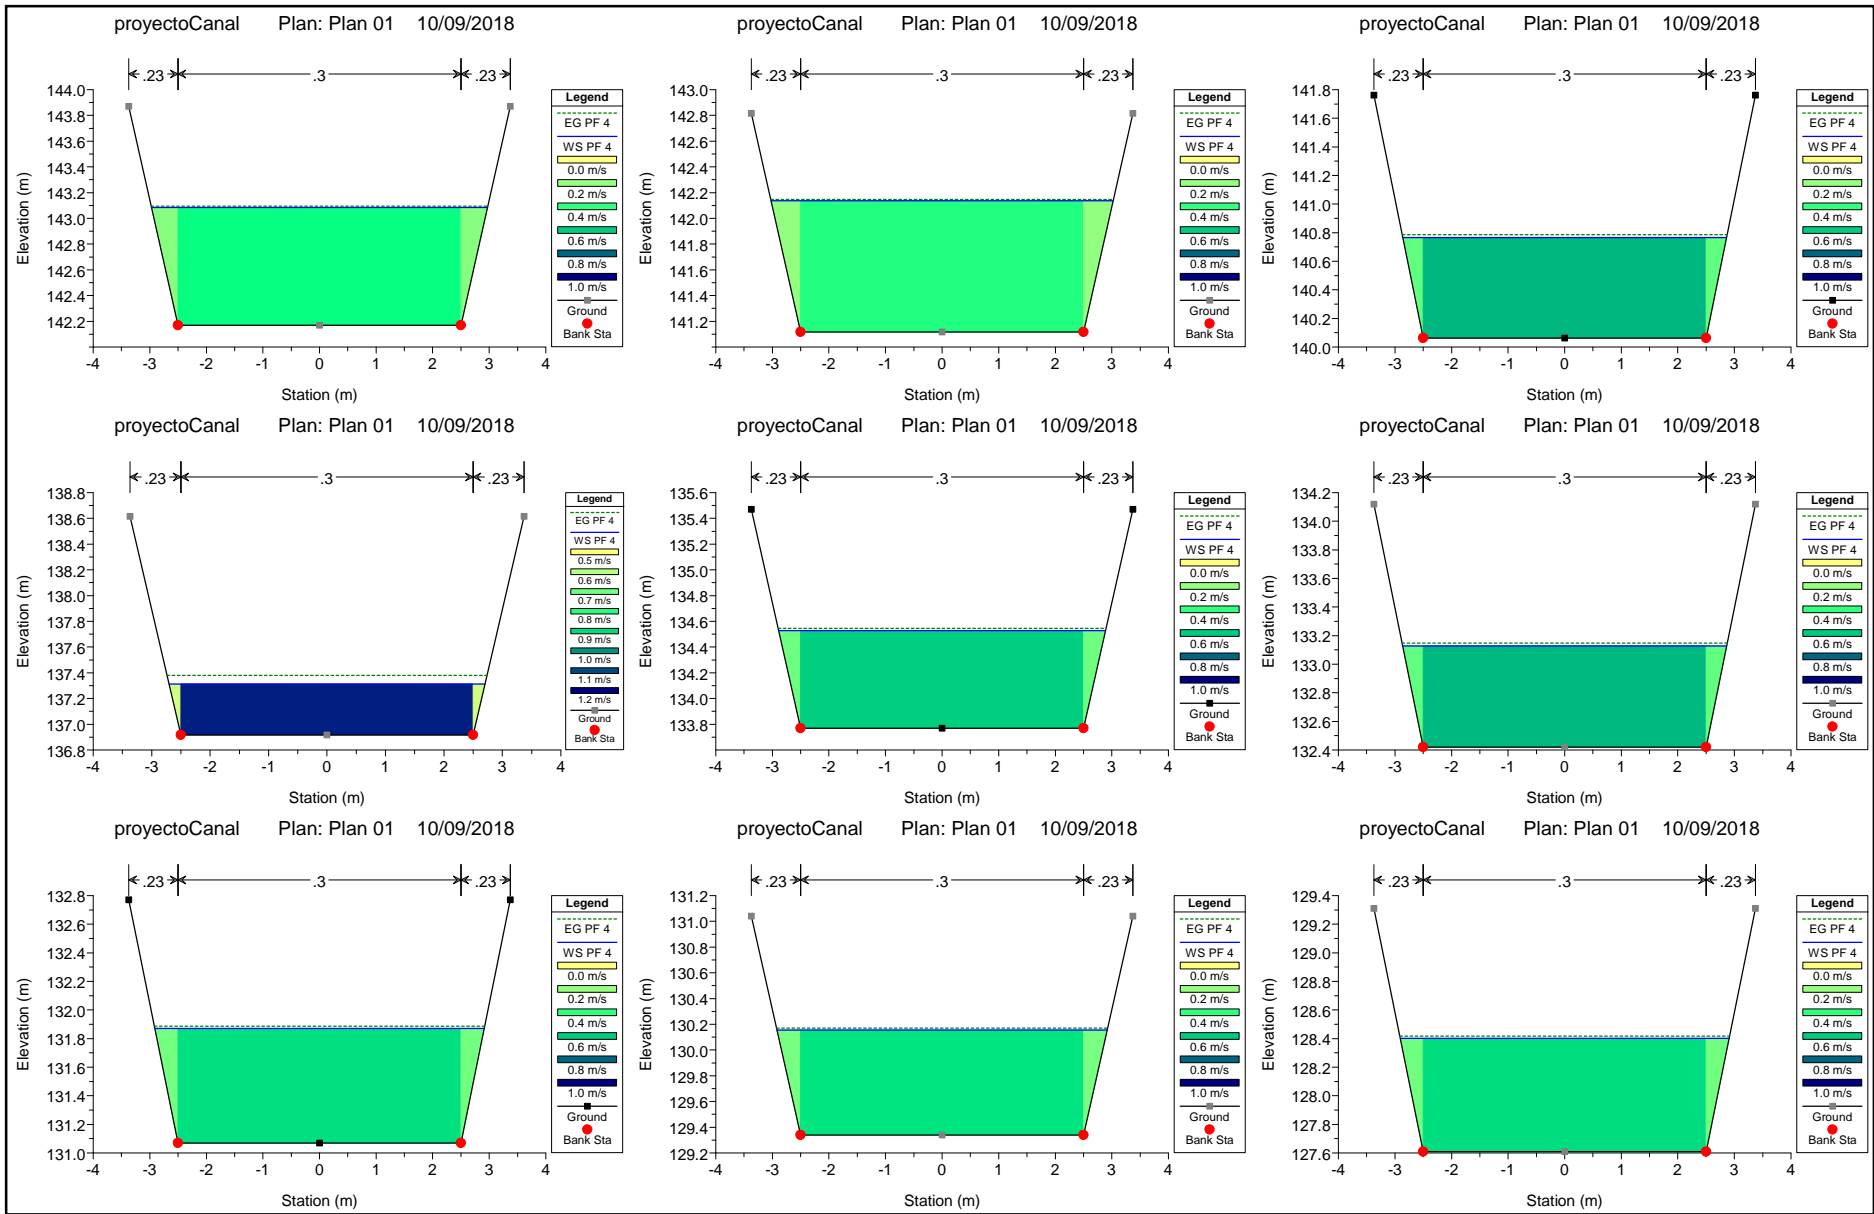 proyectoCanal Plan: Plan 01 10/09/2018
.23 .3 .23
144.0
143.8
143.6
143.4
143.2
143.0
142.8
142.6
142.4
142.2
Elevation (m)
-4 -3 -2 -1 0 1 2 3 4
Station (m)
Legend
EG PF 4
WS PF 4
0.0 m/s
0.2 m/s
0.4 m/s
0.6 m/s
0.8 m/s
1.0 m/s
Ground
Bank Sta
proyectoCanal Plan: Plan 01 10/09/2018
.23 .3 .23
143.0
142.8
142.6
142.4
142.2
142.0
141.8
141.6
141.4
141.2
Elevation (m)
-4 -3 -2 -1 0 1 2 3 4
Station (m)
Legend
EG PF 4
WS PF 4
0.0 m/s
0.2 m/s
0.4 m/s
0.6 m/s
0.8 m/s
1.0 m/s
Ground
Bank Sta
proyectoCanal Plan: Plan 01 10/09/2018
.23 .3 .23
141.8
141.6
141.4
141.2
141.0
140.8
140.6
140.4
140.2
140.0
Elevation (m)
-4 -3 -2 -1 0 1 2 3 4
Station (m)
Legend
EG PF 4
WS PF 4
0.0 m/s
0.2 m/s
0.4 m/s
0.6 m/s
0.8 m/s
1.0 m/s
Ground
Bank Sta
proyectoCanal Plan: Plan 01 10/09/2018
.23 .3 .23
138.8
138.6
138.4
138.2
138.0
137.8
137.6
137.4
137.2
137.0
136.8
Elevation (m)
-4 -3 -2 -1 0 1 2 3 4
Station (m)
Legend
EG PF 4
WS PF 4
0.5 m/s
0.6 m/s
0.7 m/s
0.8 m/s
0.9 m/s
1.0 m/s
1.1 m/s
1.2 m/s
Ground
Bank Sta
proyectoCanal Plan: Plan 01 10/09/2018
.23 .3 .23
135.6
135.4
135.2
135.0
134.8
134.6
134.4
134.2
134.0
133.8
Elevation (m)
-4 -3 -2 -1 0 1 2 3 4
Station (m)
Legend
EG PF 4
WS PF 4
0.0 m/s
0.2 m/s
0.4 m/s
0.6 m/s
0.8 m/s
1.0 m/s
Ground
Bank Sta
proyectoCanal Plan: Plan 01 10/09/2018
.23 .3 .23
134.2
134.0
133.8
133.6
133.4
133.2
133.0
132.8
132.6
132.4
Elevation (m)
-4 -3 -2 -1 0 1 2 3 4
Station (m)
Legend
EG PF 4
WS PF 4
0.0 m/s
0.2 m/s
0.4 m/s
0.6 m/s
0.8 m/s
1.0 m/s
Ground
Bank Sta
proyectoCanal Plan: Plan 01 10/09/2018
.23 .3 .23
132.8
132.6
132.4
132.2
132.0
131.8
131.6
131.4
131.2
131.0
Elevation (m)
-4 -3 -2 -1 0 1 2 3 4
Station (m)
Legend
EG PF 4
WS PF 4
0.0 m/s
0.2 m/s
0.4 m/s
0.6 m/s
0.8 m/s
1.0 m/s
Ground
Bank Sta
proyectoCanal Plan: Plan 01 10/09/2018
.23 .3 .23
131.2
131.0
130.8
130.6
130.4
130.2
130.0
129.8
129.6
129.4
129.2
Elevation (m)
-4 -3 -2 -1 0 1 2 3 4
Station (m)
Legend
EG PF 4
WS PF 4
0.0 m/s
0.2 m/s
0.4 m/s
0.6 m/s
0.8 m/s
1.0 m/s
Ground
Bank Sta
proyectoCanal Plan: Plan 01 10/09/2018
.23 .3 .23
129.4
129.2
129.0
128.8
128.6
128.4
128.2
128.0
127.8
127.6
Elevation (m)
-4 -3 -2 -1 0 1 2 3 4
Station (m)
Legend
EG PF 4
WS PF 4
0.0 m/s
0.2 m/s
0.4 m/s
0.6 m/s
0.8 m/s
1.0 m/s
Ground
Bank Sta